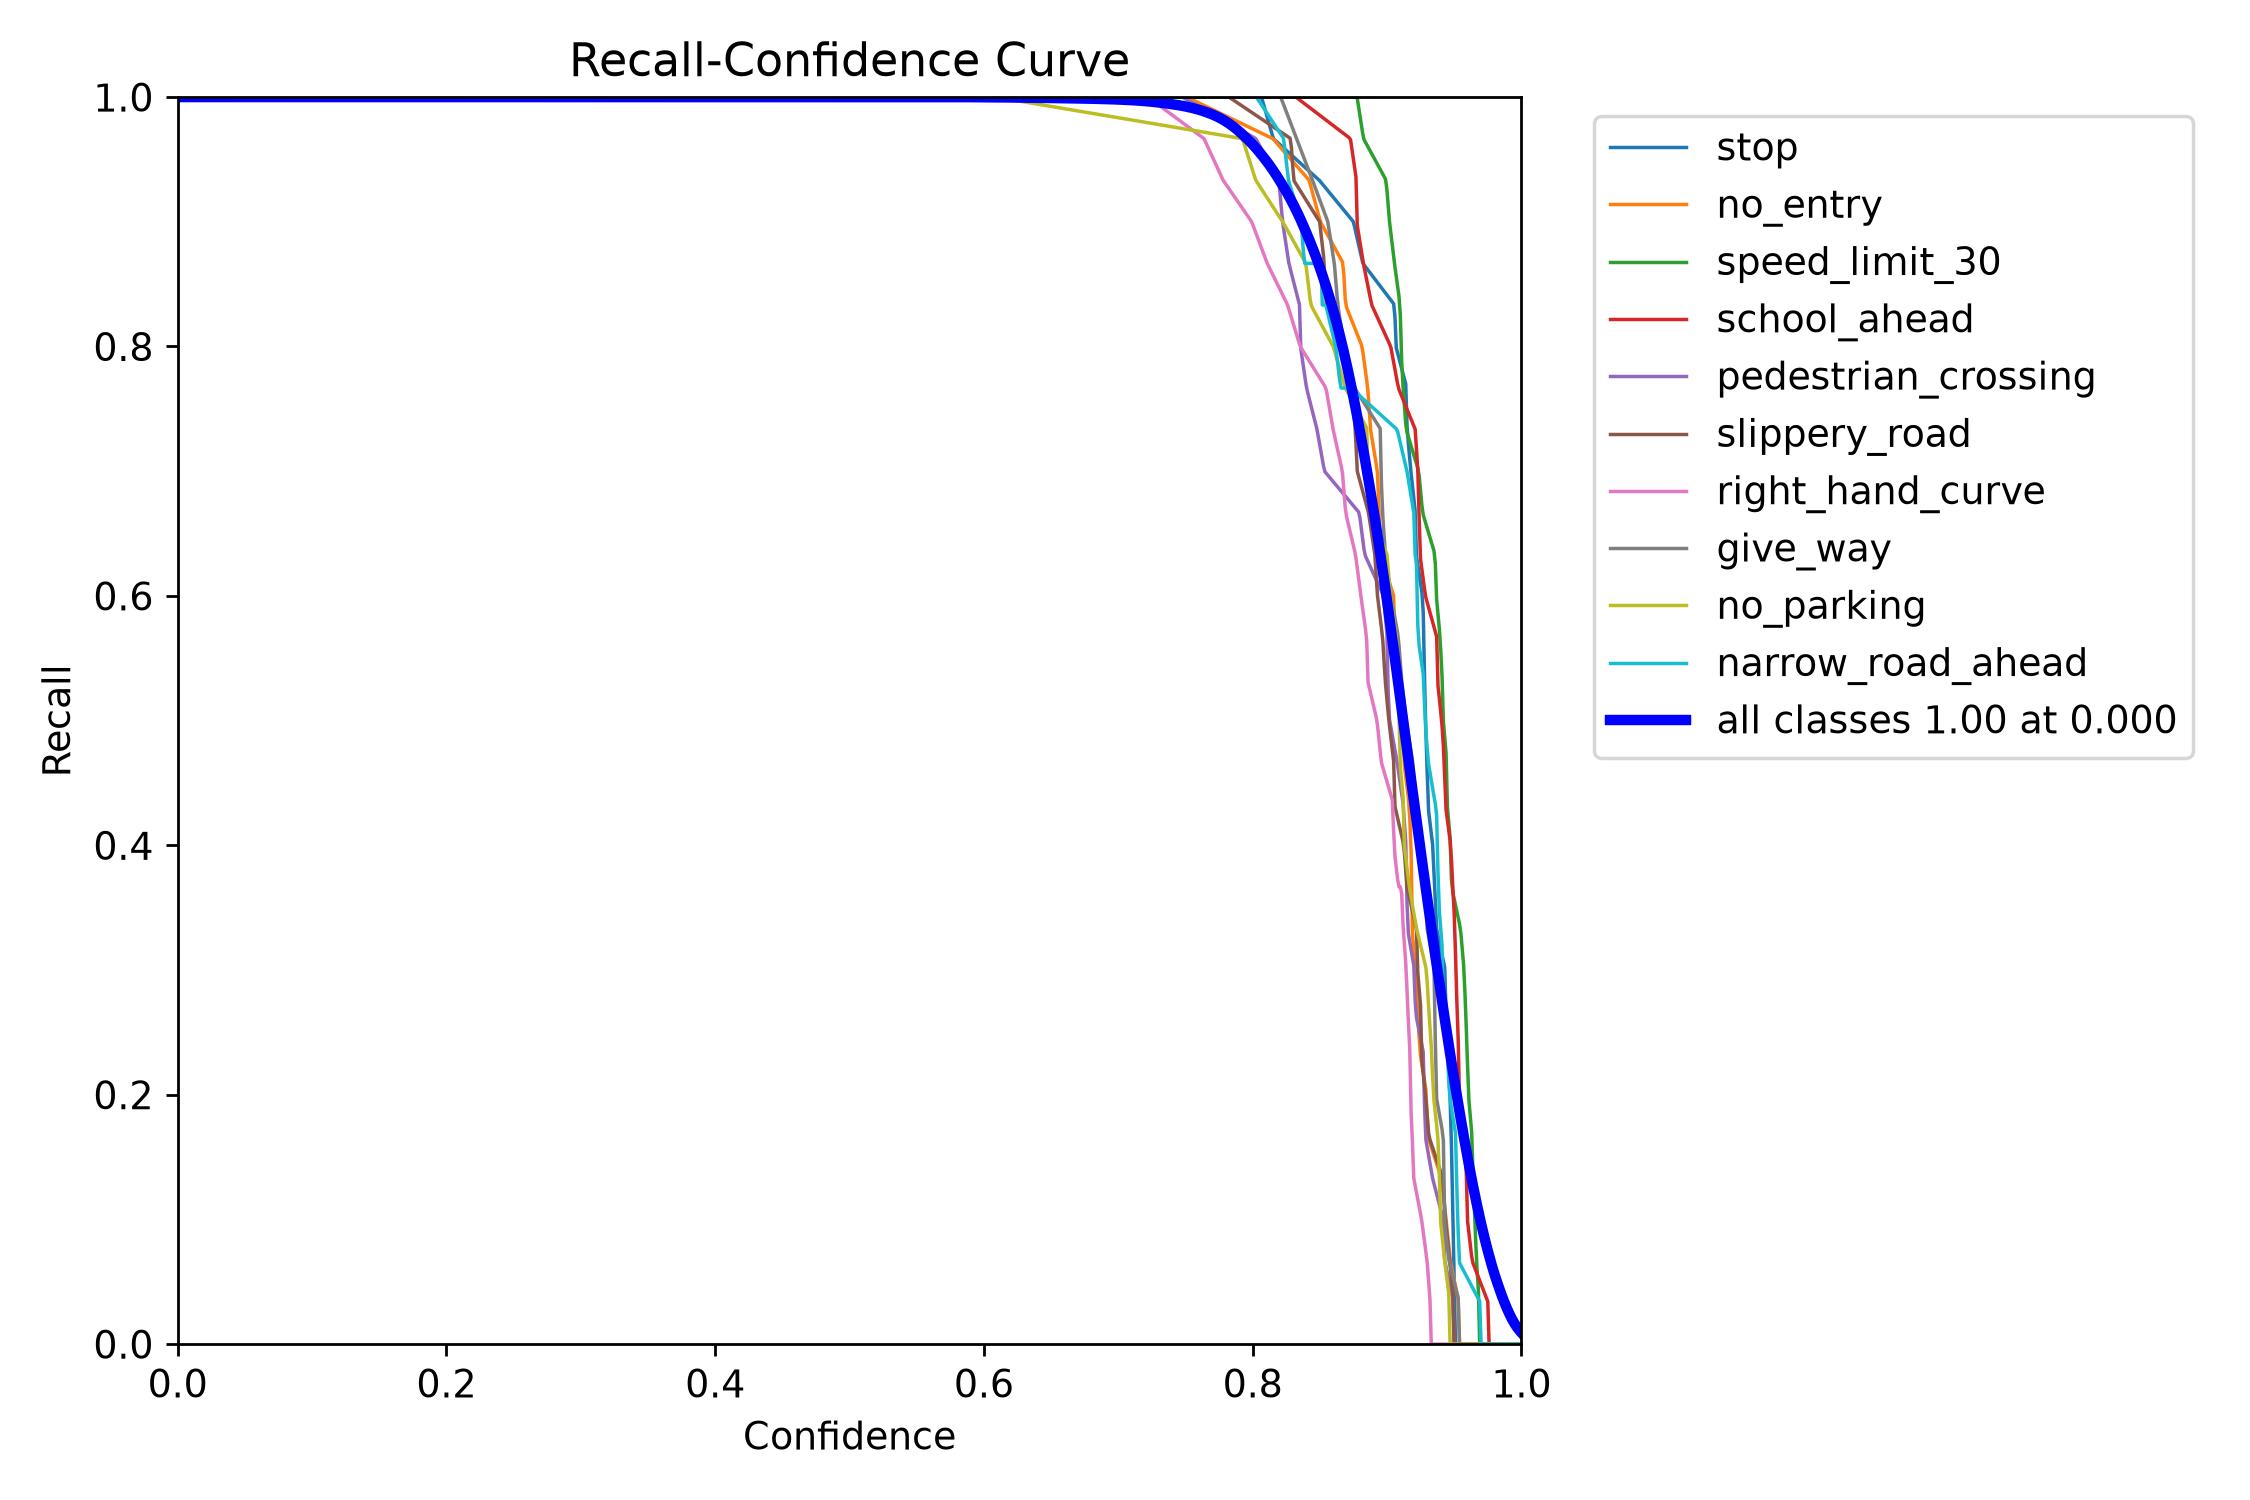 Recall-Confidence Curve
1.0
0.8
0.6
0.4
0.2
0.0
Recall
0.0 0.2 0.4 0.6 0.8 1.0
Confidence
stop
no_entry
speed_limit_30
school_ahead
pedestrian_crossing
slippery_road
right_hand_curve
give_way
no_parking
narrow_road_ahead
all classes 1.00 at 0.000